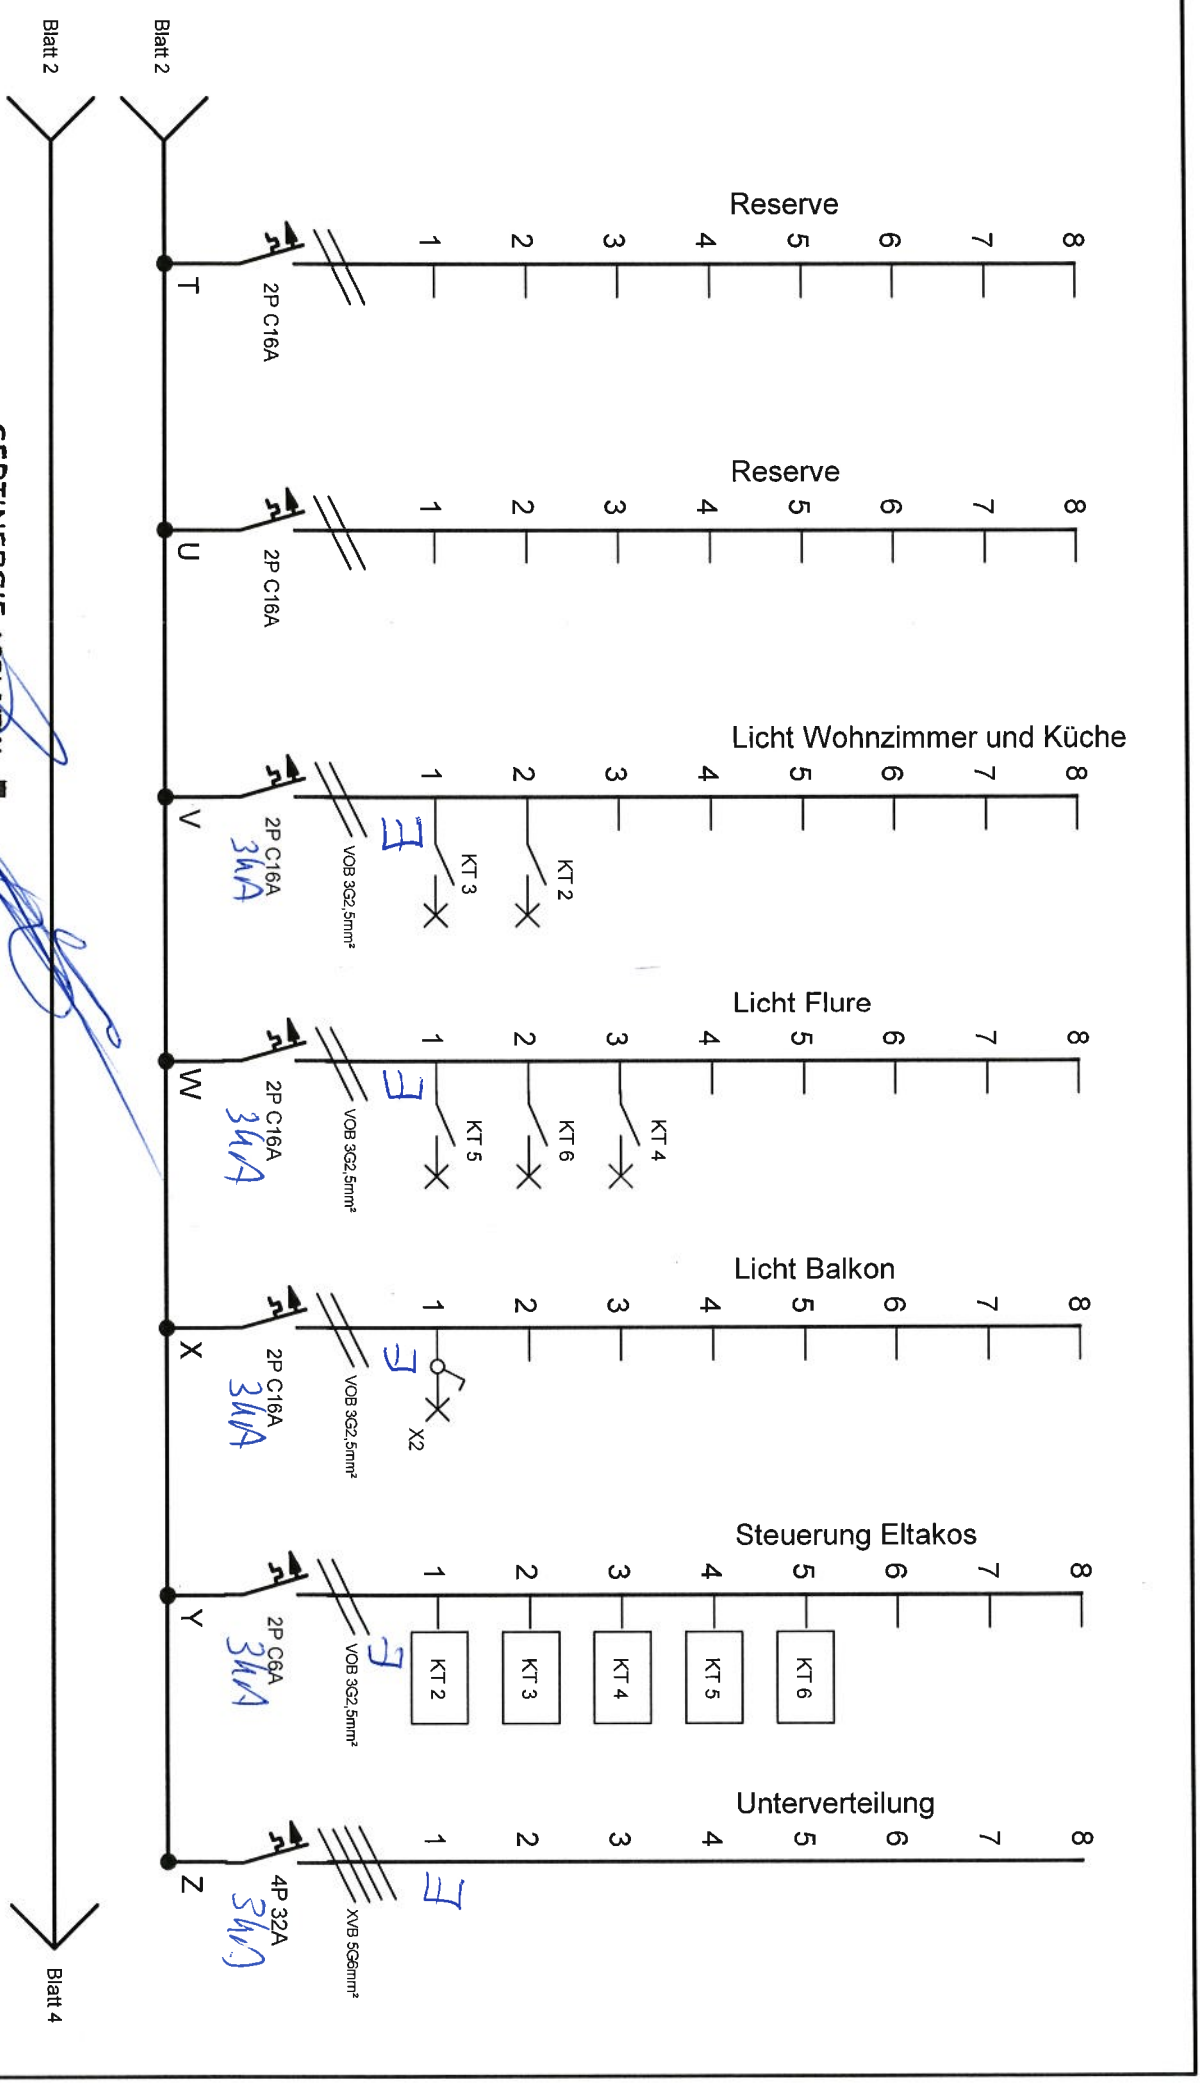 Blatt 2
Blatt 2
Reserve
1 2 3 4 5 6 7 8
T
2P C16A
Reserve
1 2 3 4 5 6 7 8
U
2P C16A
Licht Wohnzimmer und Küche
1 2 3 4 5 6 7 8
V
2P C16A
3kA
VOB 3G2,5mm²
E
KT 3
KT 2
Licht Flure
1 2 3 4 5 6 7 8
W
2P C16A
3kA
VOB 3G2,5mm²
E
KT 5
KT 6
KT 4
Licht Balkon
1 2 3 4 5 6 7 8
X
2P C16A
3kA
VOB 3G2,5mm²
E
X2
Steuerung Eltakos
1 2 3 4 5 6 7 8
Y
2P C6A
3kA
VOB 3G2,5mm²
E
KT 2
KT 3
KT 4
KT 5
KT 6
Unterverteilung
1 2 3 4 5 6 7 8
Z
4P 32A
3kA
XVB 5G6mm²
E
Blatt 4